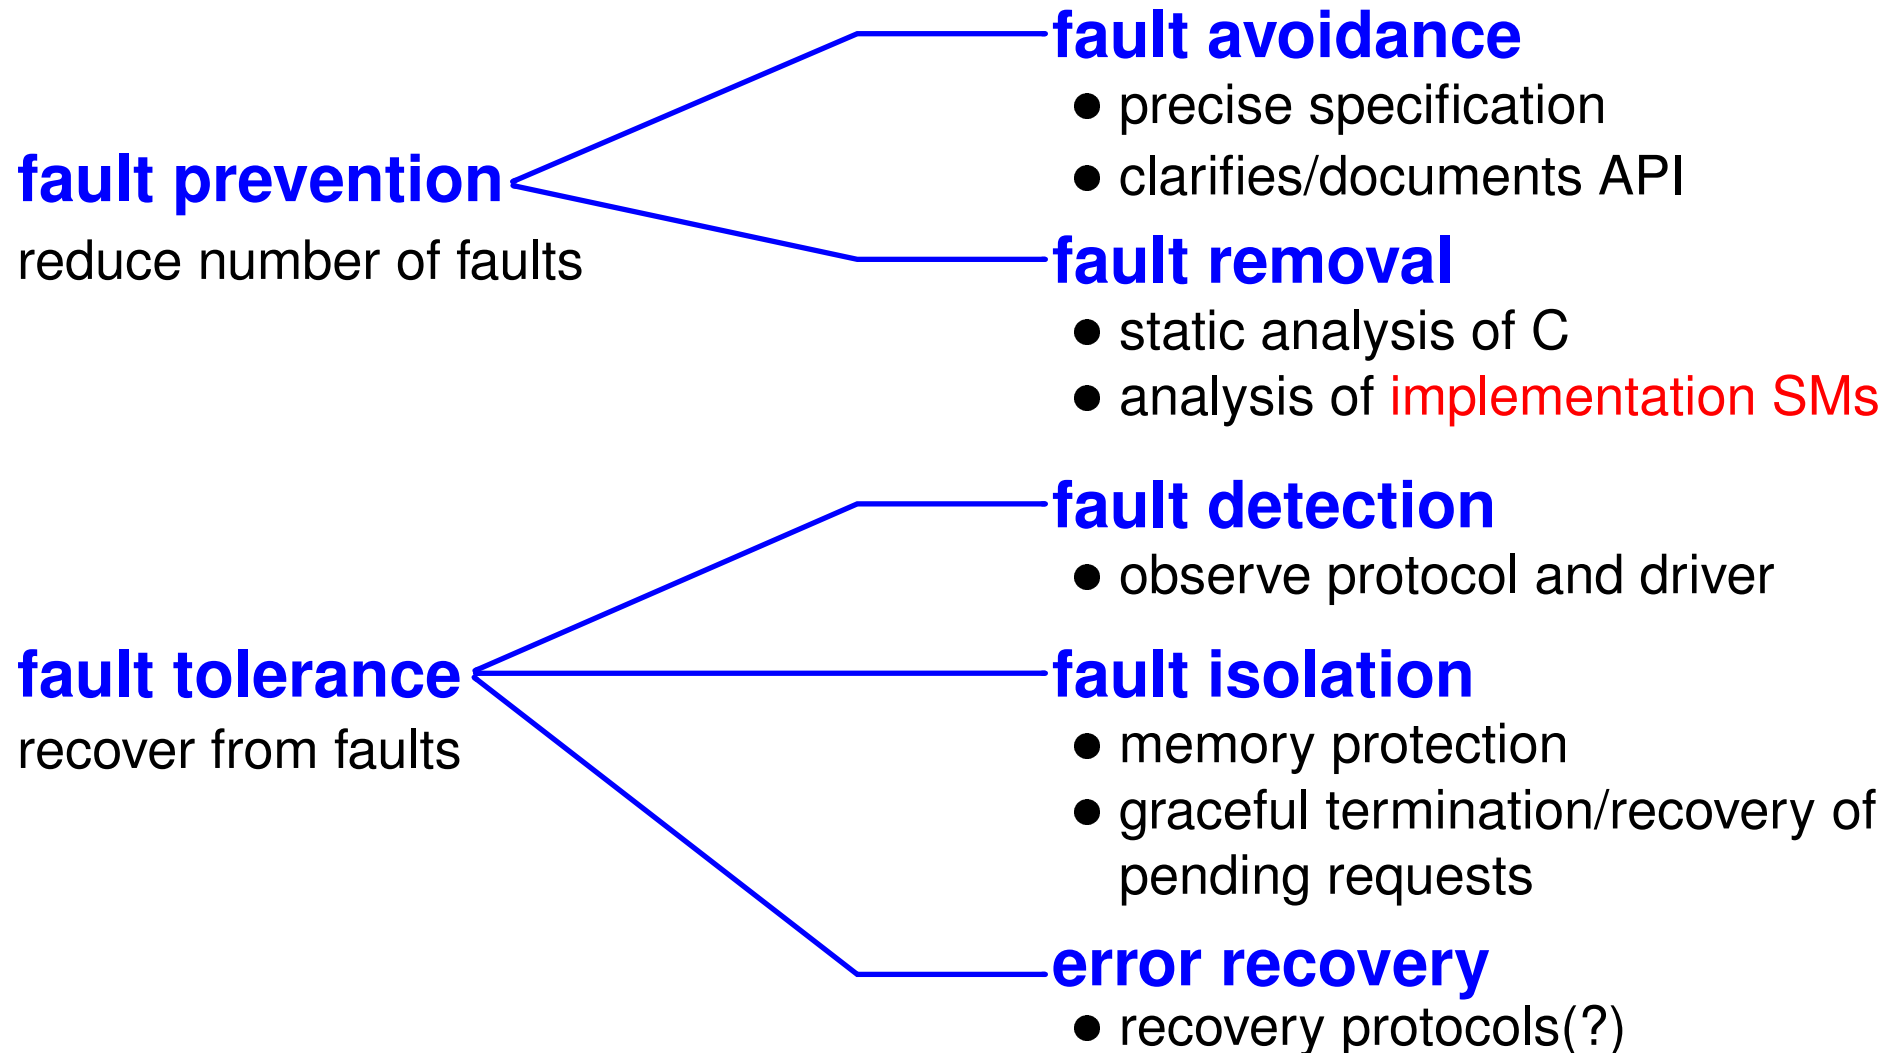 fault prevention
reduce number of faults
fault avoidance
● precise specification
● clarifies/documents API
fault removal
● static analysis of C
● analysis of implementation SMs
fault tolerance
recover from faults
fault detection
● observe protocol and driver
fault isolation
● memory protection
● graceful termination/recovery of
pending requests
error recovery
● recovery protocols(?)